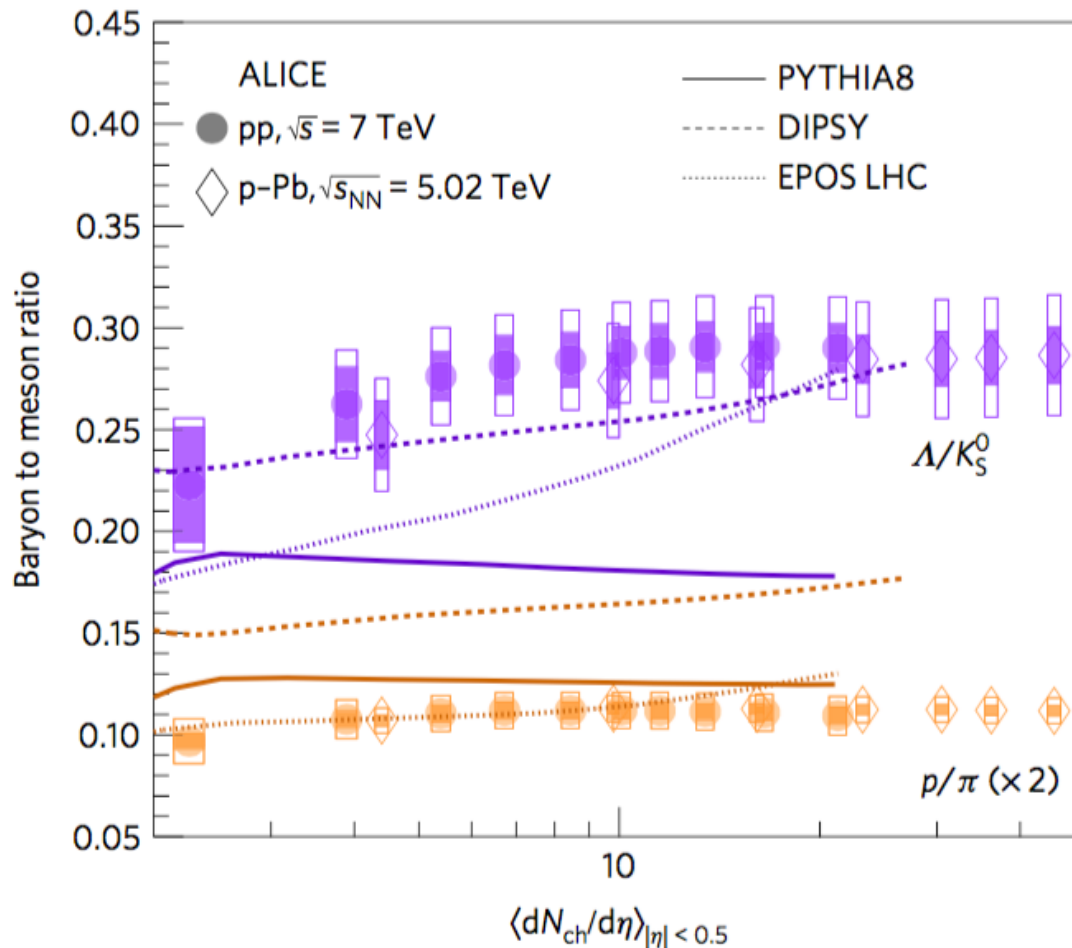 Baryon to meson ratio
0.45
0.40
0.35
0.30
0.25
0.20
0.15
0.10
0.05
ALICE
pp, √s = 7 TeV
p–Pb, √sNN = 5.02 TeV
PYTHIA8
DIPSY
EPOS LHC
Λ/K⁰S
p/π (× 2)
10
⟨dNch/dη⟩|η| < 0.5